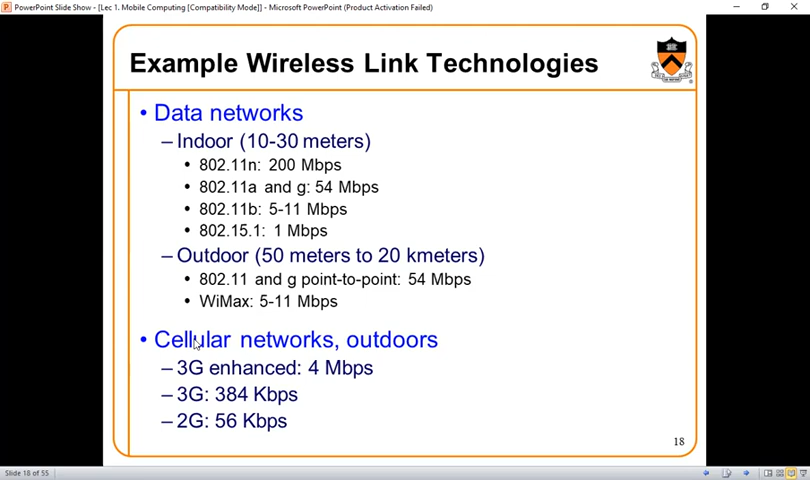 PowerPoint Slide Show - [Lec 1. Mobile Computing [Compatibility Mode]] - Microsoft PowerPoint (Product Activation Failed)
Example Wireless Link Technologies
• Data networks
– Indoor (10-30 meters)
• 802.11n: 200 Mbps
• 802.11a and g: 54 Mbps
• 802.11b: 5-11 Mbps
• 802.15.1: 1 Mbps
– Outdoor (50 meters to 20 kmeters)
• 802.11 and g point-to-point: 54 Mbps
• WiMax: 5-11 Mbps
• Cellular networks, outdoors
– 3G enhanced: 4 Mbps
– 3G: 384 Kbps
– 2G: 56 Kbps
18
Slide 18 of 55